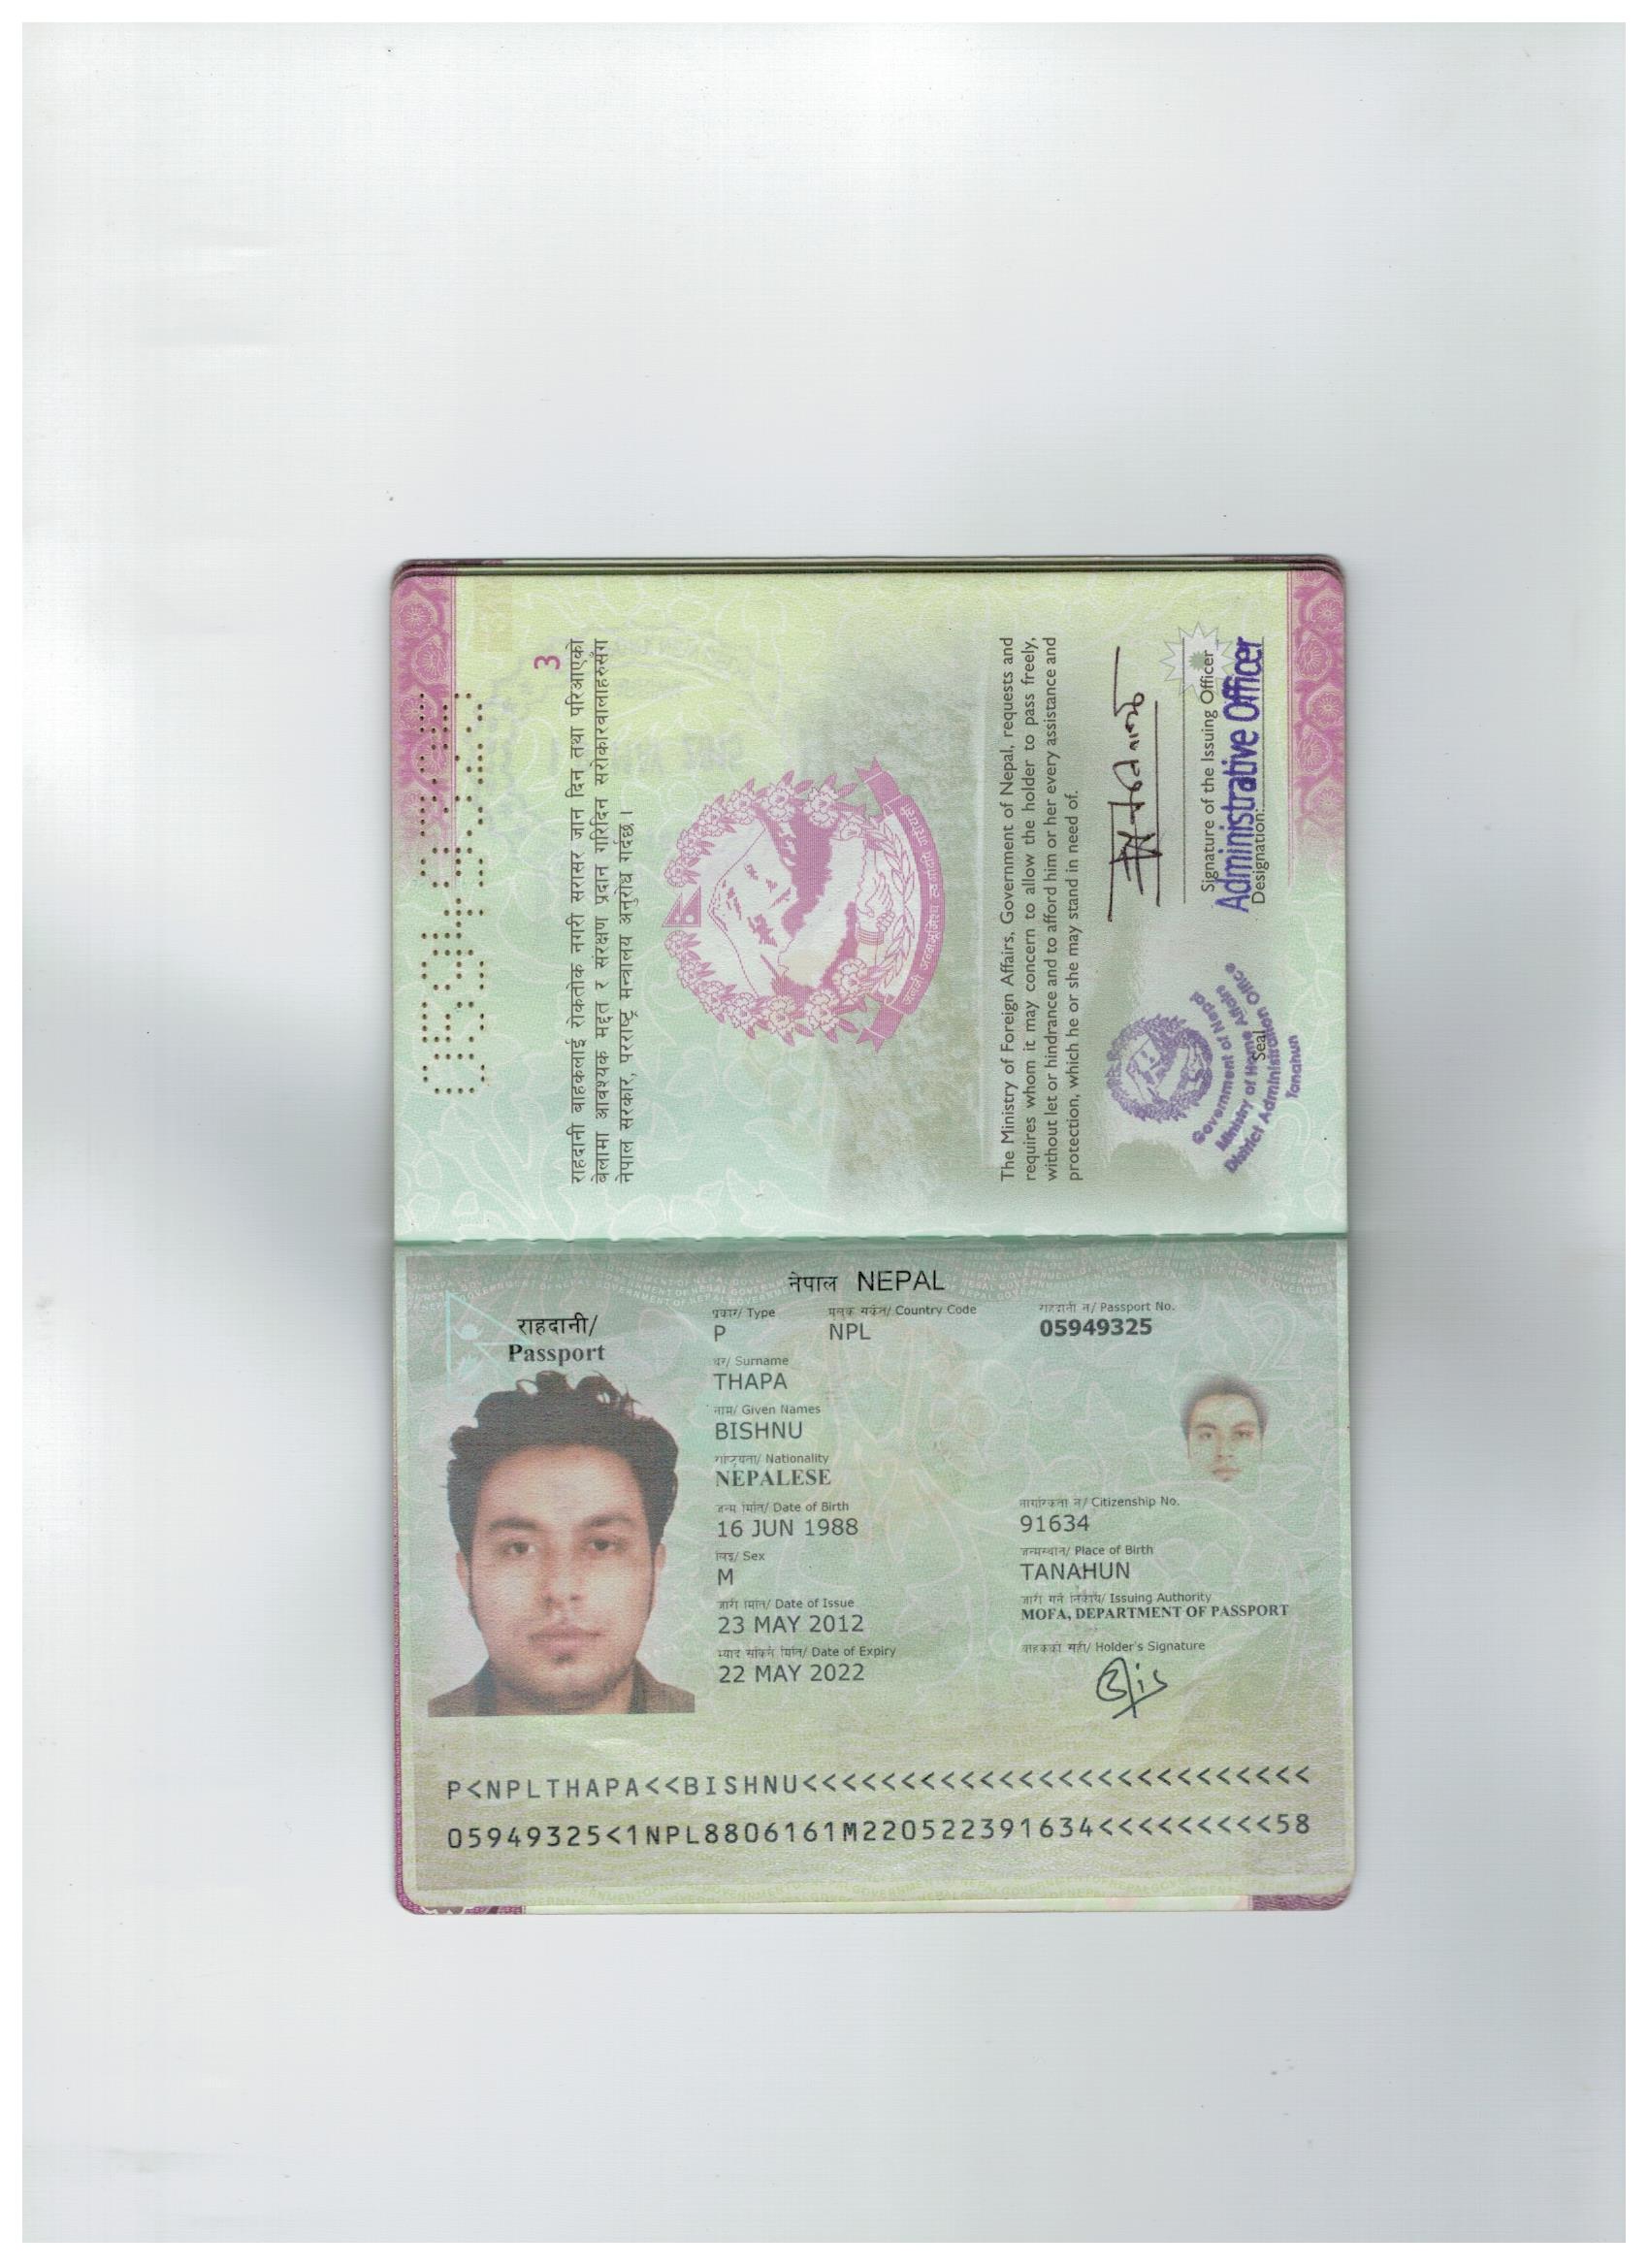 05949325
3
राहदानी वाहकलाई रोकतोक नगरी सरासर जान दिन तथा परिआएको
बेलामा आवश्यक मद्दत र संरक्षण प्रदान गरिदिन सरोकारवालाहरुसँग
नेपाल सरकार, परराष्ट्र मन्त्रालय अनुरोध गर्दछ ।
The Ministry of Foreign Affairs, Government of Nepal, requests and
requires whom it may concern to allow the holder to pass freely,
without let or hindrance and to afford him or her every assistance and
protection, which he or she may stand in need of.
Signature of the Issuing Officer
Administrative Officer
Designation:
Seal
Government of Nepal
Ministry of Home Affairs
District Administration Office
Tanahun
नेपाल NEPAL
राहदानी/
Passport
प्रकार/ Type
P
Country Code
NPL
राहदानी नं/ Passport No.
05949325
थर/ Surname
THAPA
नाम/ Given Names
BISHNU
राष्ट्रियता/ Nationality
NEPALESE
जन्म मिति/ Date of Birth
16 JUN 1988
नागरिकता नं/ Citizenship No.
91634
लिङ्ग/ Sex
M
जन्मस्थान/ Place of Birth
TANAHUN
जारी मिति/ Date of Issue
23 MAY 2012
जारी गर्ने निकाय/ Issuing Authority
MOFA, DEPARTMENT OF PASSPORT
Date of Expiry
22 MAY 2022
वाहकको सही/ Holder's Signature
P<NPLTHAPA<<BISHNU<<<<<<<<<<<<<<<<<<<<<<<<<<
05949325<1NPL8806161M220522391634<<<<<<<<<58